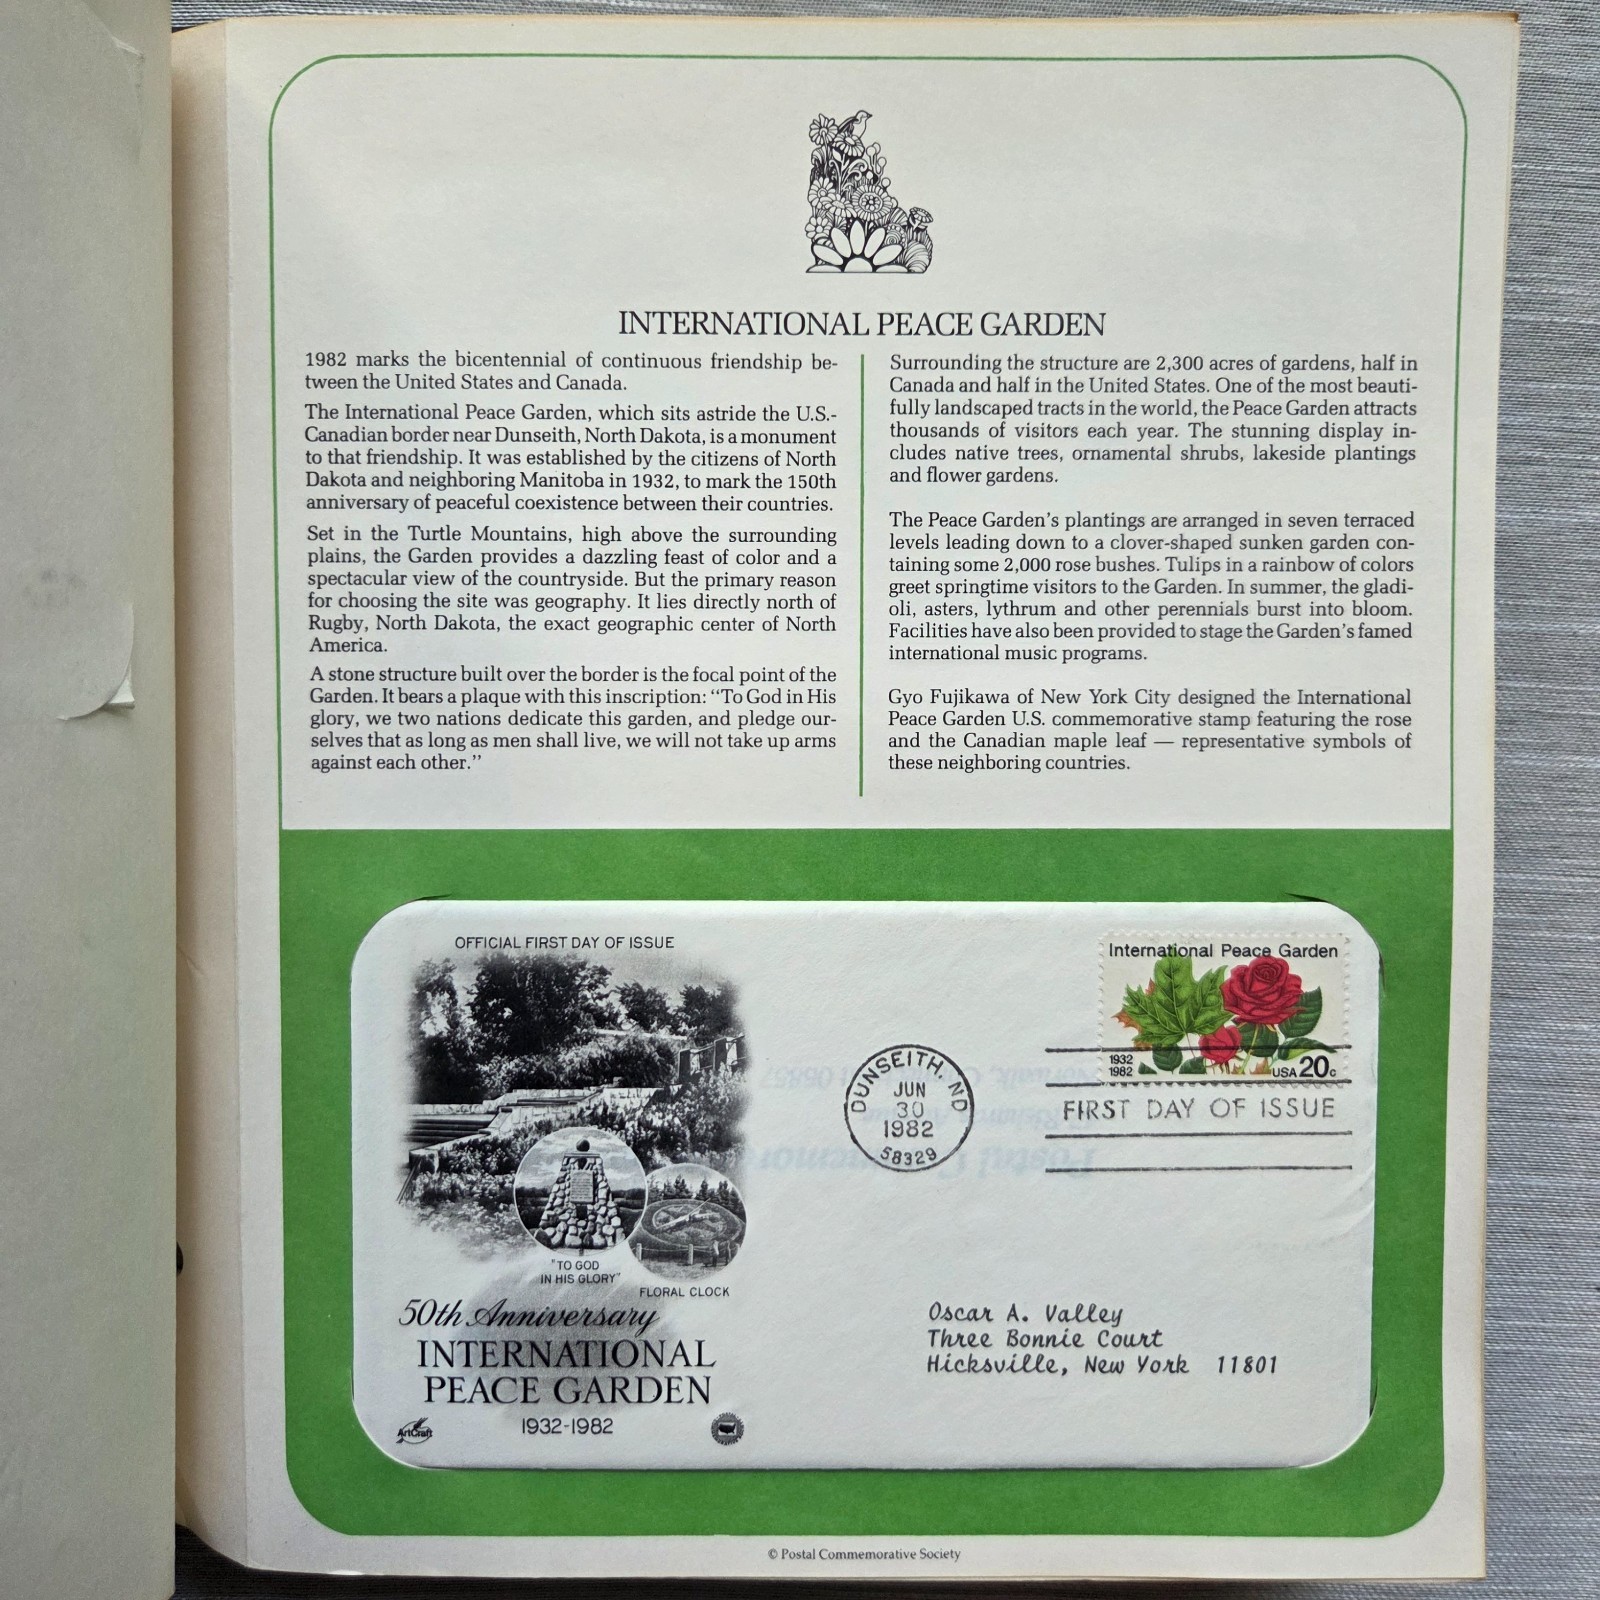 INTERNATIONAL PEACE GARDEN
1982 marks the bicentennial of continuous friendship be-
tween the United States and Canada.
The International Peace Garden, which sits astride the U.S.-
Canadian border near Dunseith, North Dakota, is a monument
to that friendship. It was established by the citizens of North
Dakota and neighboring Manitoba in 1932, to mark the 150th
anniversary of peaceful coexistence between their countries.
Set in the Turtle Mountains, high above the surrounding
plains, the Garden provides a dazzling feast of color and a
spectacular view of the countryside. But the primary reason
for choosing the site was geography. It lies directly north of
Rugby, North Dakota, the exact geographic center of North
America.
A stone structure built over the border is the focal point of the
Garden. It bears a plaque with this inscription: “To God in His
glory, we two nations dedicate this garden, and pledge our-
selves that as long as men shall live, we will not take up arms
against each other.”
Surrounding the structure are 2,300 acres of gardens, half in
Canada and half in the United States. One of the most beauti-
fully landscaped tracts in the world, the Peace Garden attracts
thousands of visitors each year. The stunning display in-
cludes native trees, ornamental shrubs, lakeside plantings
and flower gardens.
The Peace Garden’s plantings are arranged in seven terraced
levels leading down to a clover-shaped sunken garden con-
taining some 2,000 rose bushes. Tulips in a rainbow of colors
greet springtime visitors to the Garden. In summer, the gladi-
oli, asters, lythrum and other perennials burst into bloom.
Facilities have also been provided to stage the Garden’s famed
international music programs.
Gyo Fujikawa of New York City designed the International
Peace Garden U.S. commemorative stamp featuring the rose
and the Canadian maple leaf — representative symbols of
these neighboring countries.
OFFICIAL FIRST DAY OF ISSUE
"TO GOD
IN HIS GLORY"
FLORAL CLOCK
50th Anniversary
INTERNATIONAL
PEACE GARDEN
1932-1982
ArtCraft
International Peace Garden
1932
1982
USA 20c
DUNSEITH, ND
JUN
30
1982
58329
FIRST DAY OF ISSUE
Oscar A. Valley
Three Bonnie Court
Hicksville, New York 11801
© Postal Commemorative Society